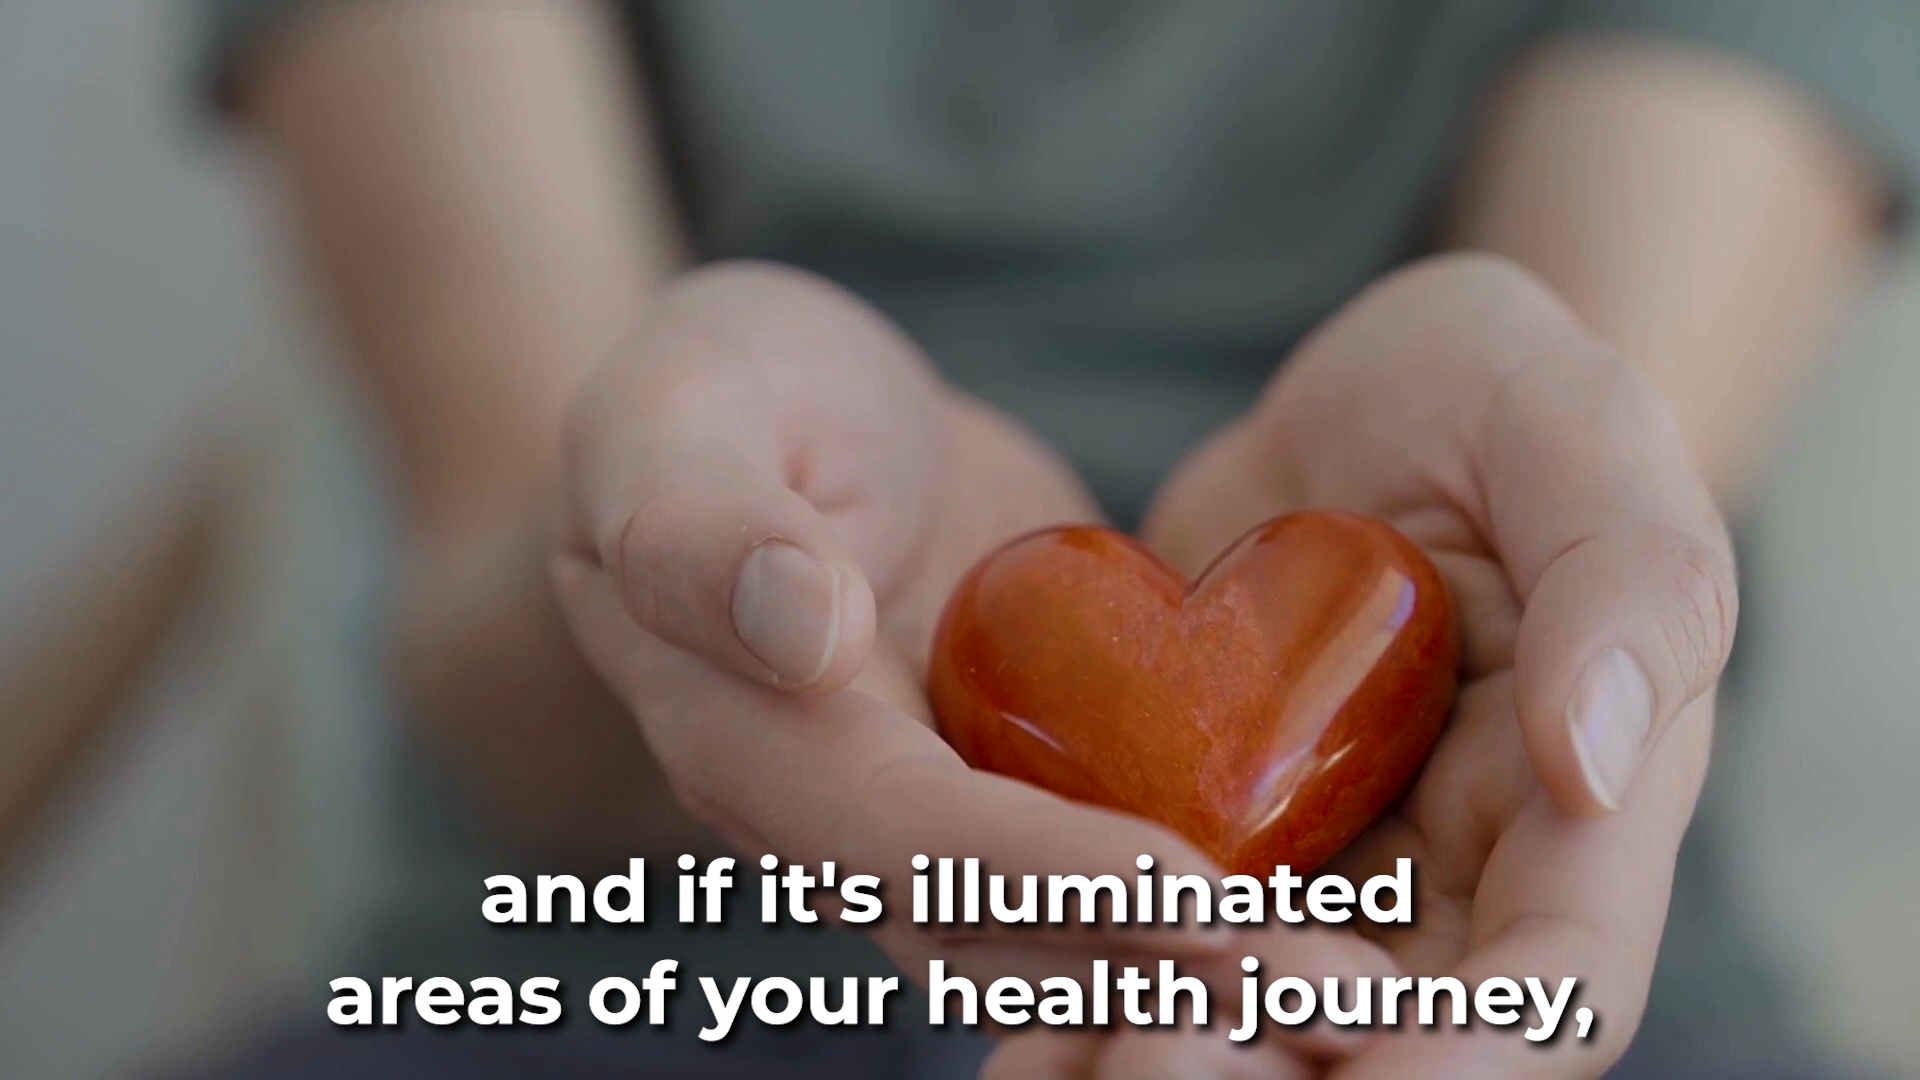 and if it's illuminated
areas of your health journey,